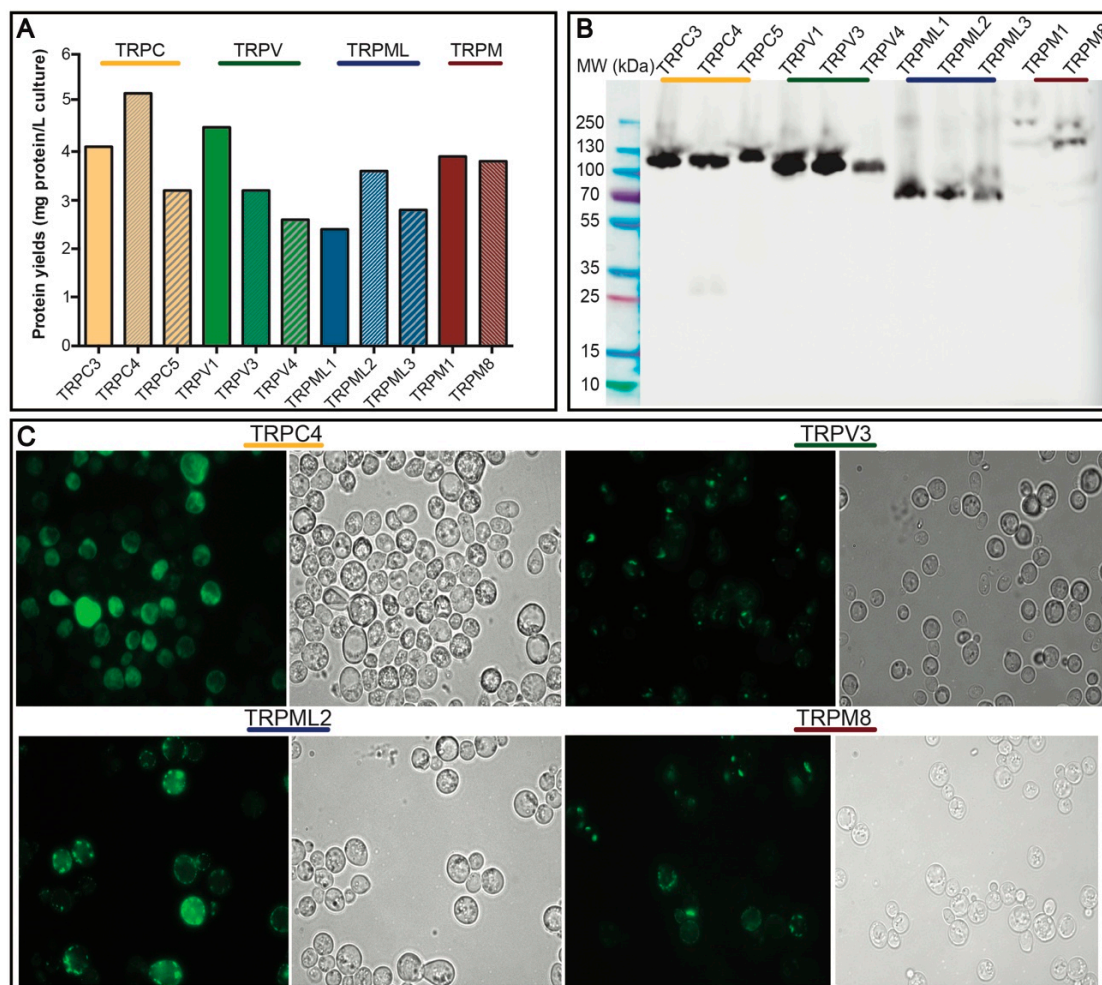 A
TRPC TRPV TRPML TRPM
Protein yields (mg protein/L culture)
6
5
4
3
2
1
0
TRPC3 TRPC4 TRPC5 TRPV1 TRPV3 TRPV4 TRPML1 TRPML2 TRPML3 TRPM1 TRPM8
B
MW (kDa) TRPC3 TRPC4 TRPC5 TRPV1 TRPV3 TRPV4 TRPML1 TRPML2 TRPML3 TRPM1 TRPM8
250
130
100
70
55
35
25
15
10
C
TRPC4 TRPV3
TRPML2 TRPM8